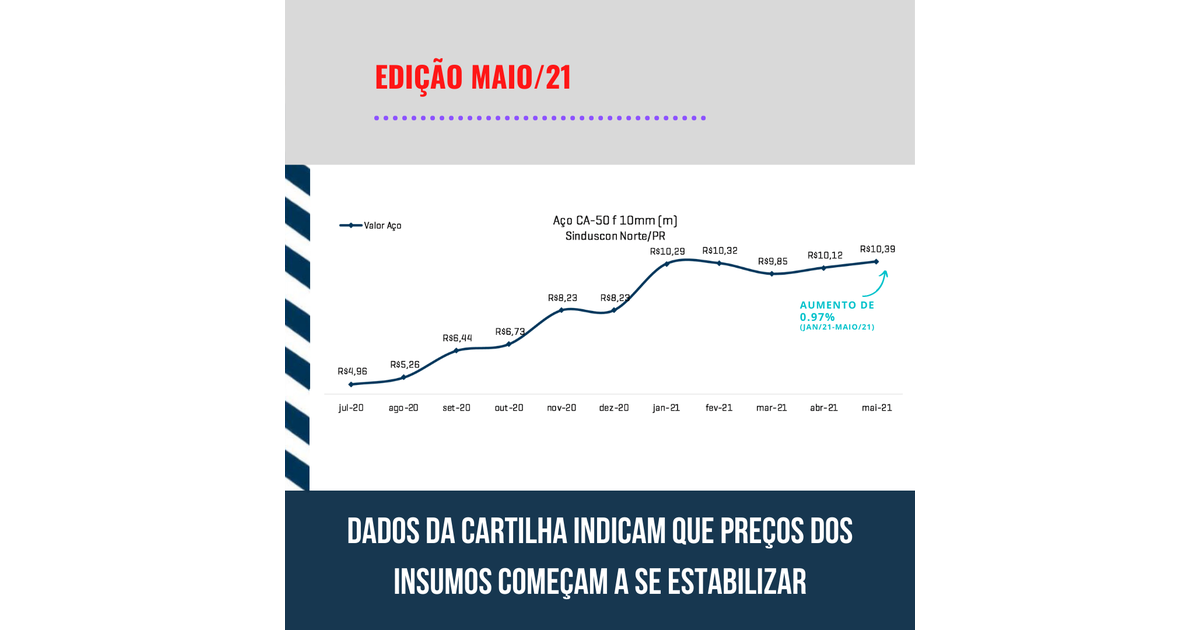 EDIÇÃO MAIO/21
Valor Aço
Aço CA-50 f 10mm (m)
Sinduscon Norte/PR
R$4,96
R$5,26
R$6,44
R$6,73
R$8,23
R$8,23
R$10,29
R$10,32
R$9,85
R$10,12
R$10,39
AUMENTO DE
0.97%
(JAN/21-MAIO/21)
jul-20
ago-20
set-20
out-20
nov-20
dez-20
jan-21
fev-21
mar-21
abr-21
mai-21
DADOS DA CARTILHA INDICAM QUE PREÇOS DOS
INSUMOS COMEÇAM A SE ESTABILIZAR